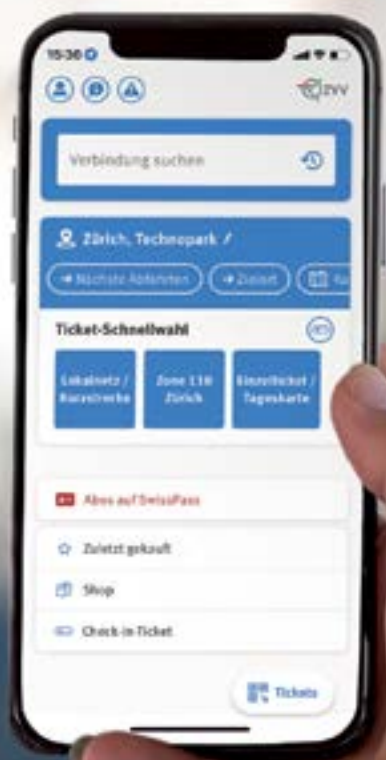 15:30
ZVV
Verbindung suchen
Zürich, Technopark
Nächste Abfahrten
Zielort
Ticket-Schnellwahl
Lokalnetz /
Kurzstrecke
Zone 110
Zürich
Einzelticket /
Tageskarte
Abos auf SwissPass
Zuletzt gekauft
Shop
Check-in-Ticket
Tickets